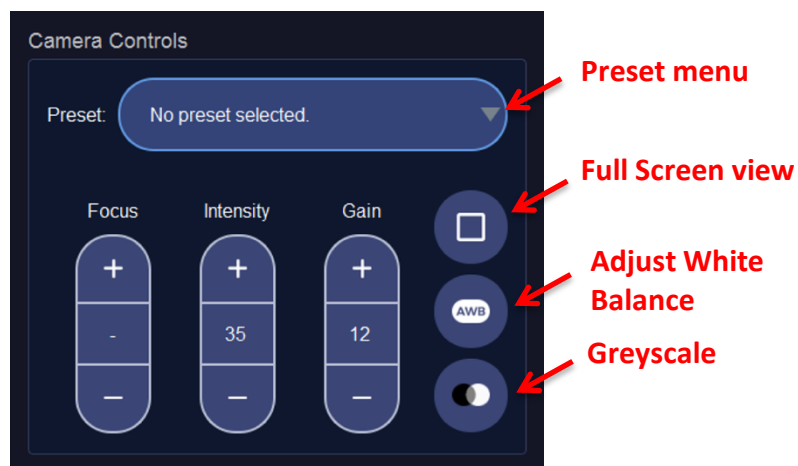 Camera Controls
Preset menu
Preset: No preset selected.
Full Screen view
Focus Intensity Gain
+ + +
Adjust White
Balance
AWB
- 35 12
Greyscale
− − −